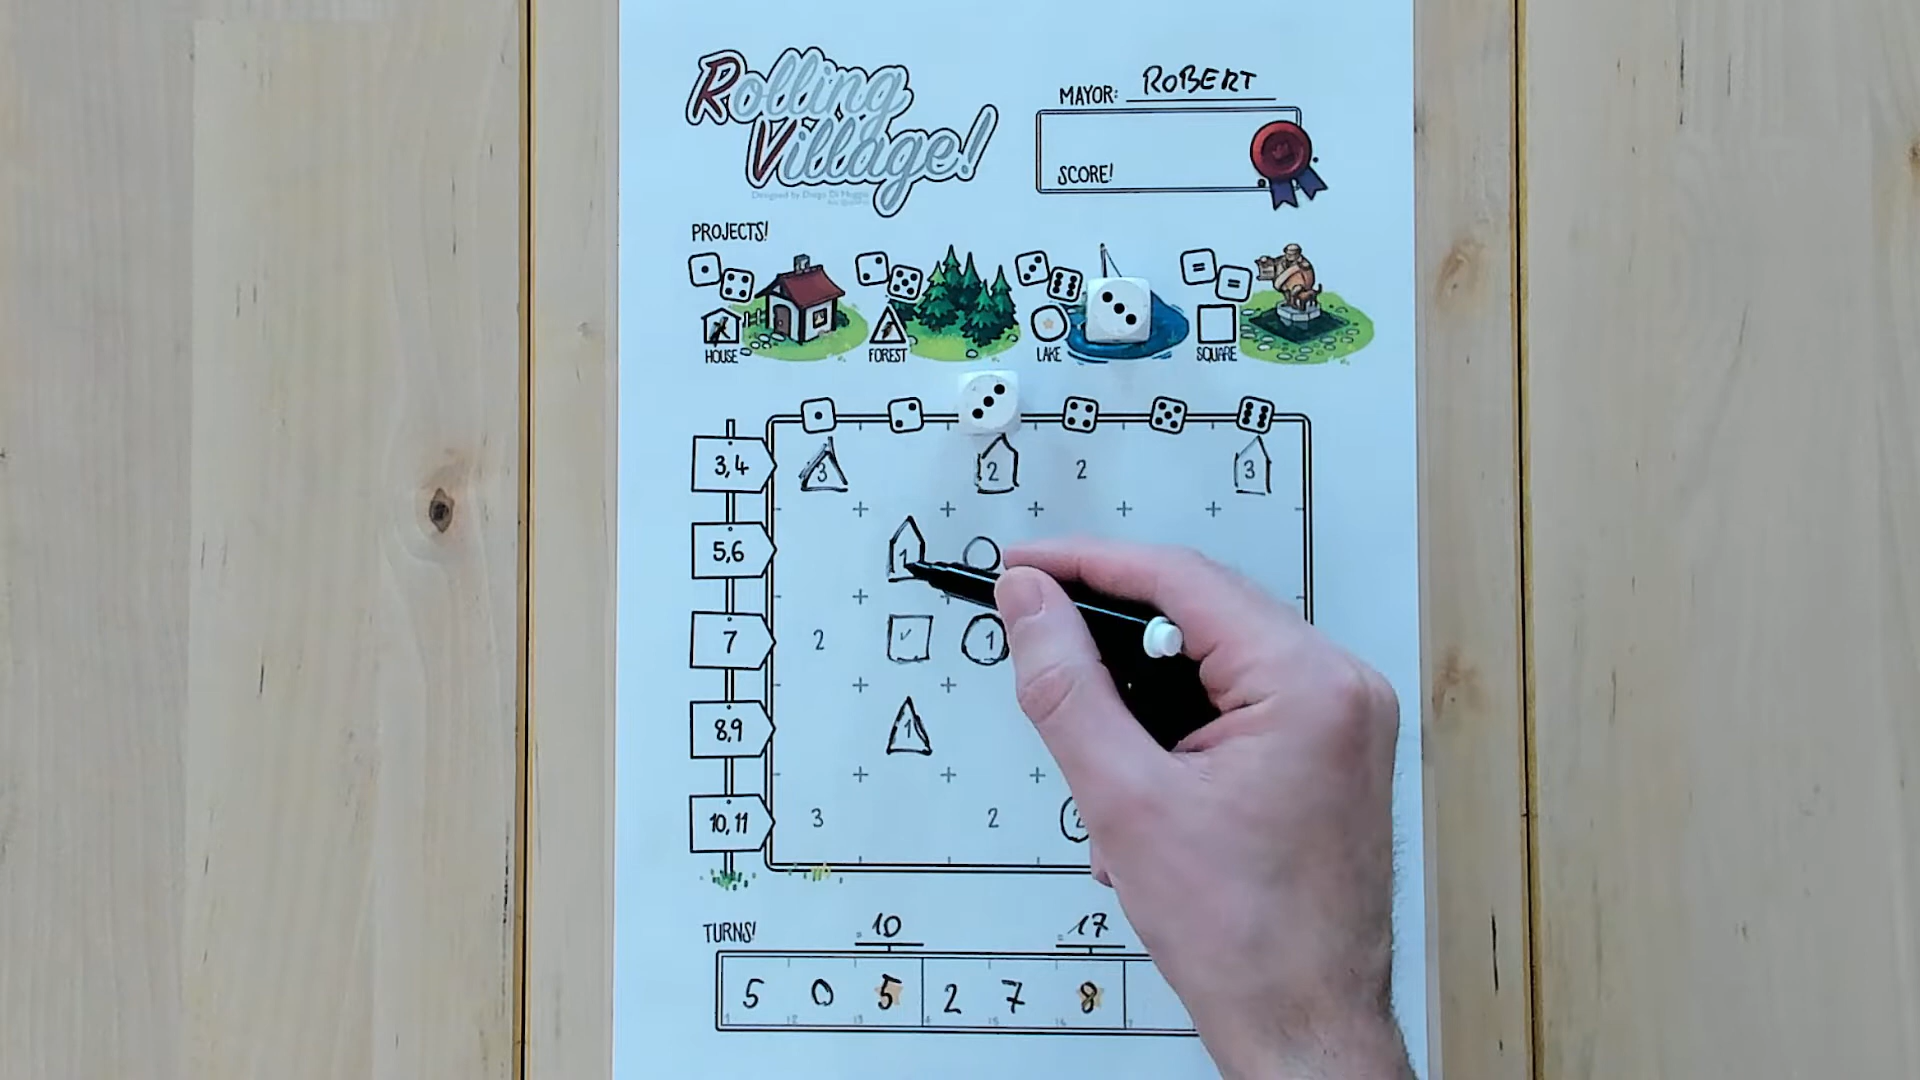 Rolling
Village!
MAYOR: ROBERT
SCORE!
PROJECTS!
HOUSE
FOREST
LAKE
SQUARE
3,4
3 2 2 3
5,6
1
7
2 1
8,9
1
10,11
3 2 2
TURNS!
= 10 = 17
5 0 5 2 7 8